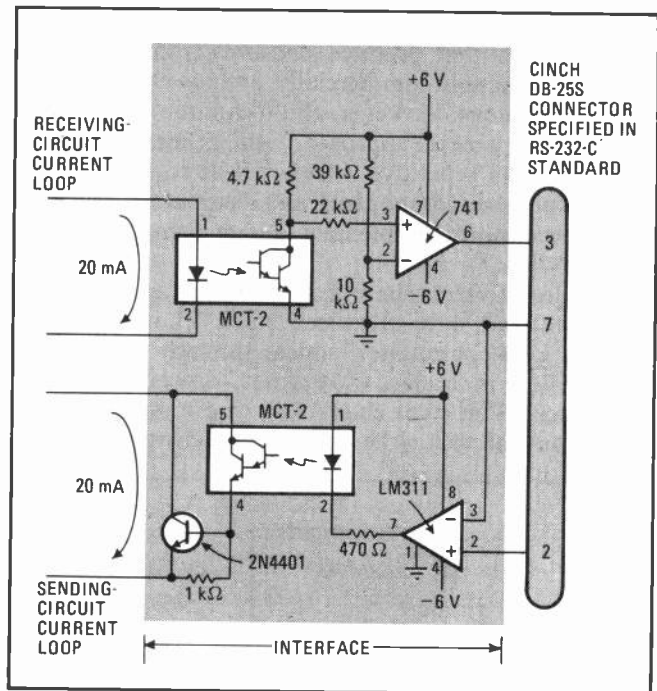 +6 V
CINCH
DB-25S
CONNECTOR
SPECIFIED IN
RS-232-C
STANDARD
RECEIVING-
CIRCUIT
CURRENT
LOOP
4.7 kΩ
39 kΩ
22 kΩ
7
3
+
741
6
3
2
−
4
1
5
20 mA
10
kΩ
−6 V
7
2
4
MCT-2
+6 V
MCT-2
5
1
20 mA
LM311
8
−
3
4
2
7
+
2
2
470 Ω
1
4
2N4401
−6 V
1 kΩ
SENDING-
CIRCUIT
CURRENT
LOOP
INTERFACE